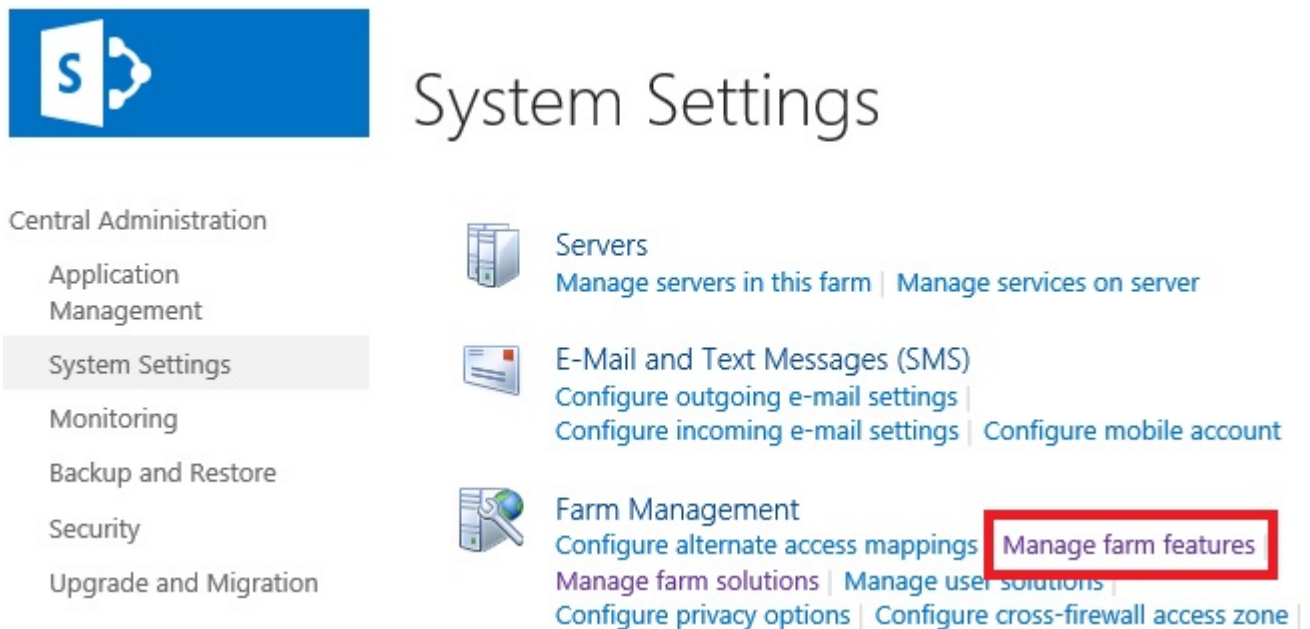 S
System Settings
Central Administration
Application
Management
System Settings
Monitoring
Backup and Restore
Security
Upgrade and Migration
Servers
Manage servers in this farm | Manage services on server
E-Mail and Text Messages (SMS)
Configure outgoing e-mail settings |
Configure incoming e-mail settings | Configure mobile account
Farm Management
Configure alternate access mappings | Manage farm features |
Manage farm solutions | Manage user solutions |
Configure privacy options | Configure cross-firewall access zone |